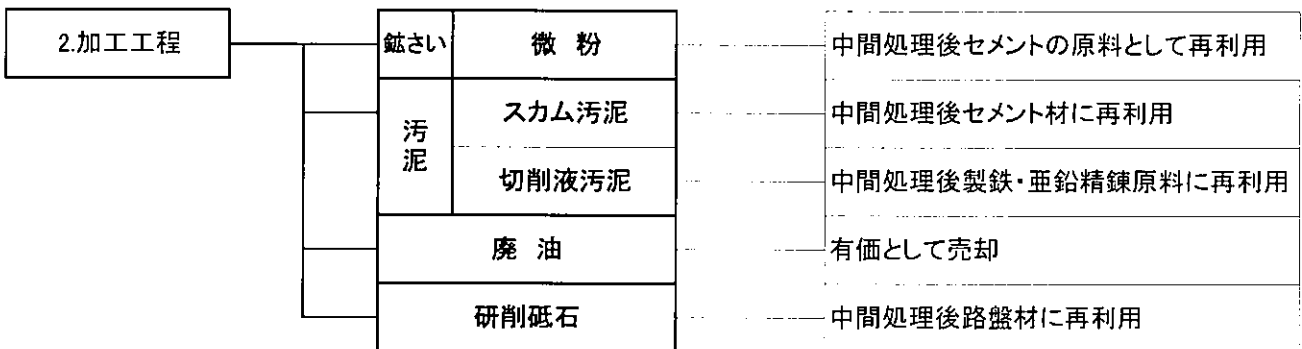 2.加工工程
鉱さい 微 粉 中間処理後セメントの原料として再利用
汚泥
スカム汚泥 中間処理後セメント材に再利用
切削液汚泥 中間処理後製鉄・亜鉛精錬原料に再利用
廃 油 有価として売却
研削砥石 中間処理後路盤材に再利用